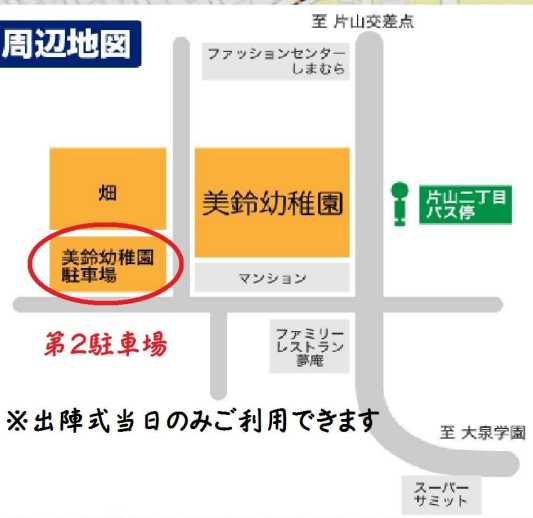 至 片山交差点
周辺地図
ファッションセンター
しまむら
畑
美鈴幼稚園
片山二丁目
バス停
美鈴幼稚園
駐車場
マンション
第2駐車場
ファミリー
レストラン
夢庵
※出陣式当日のみご利用できます
至 大泉学園
スーパー
サミット